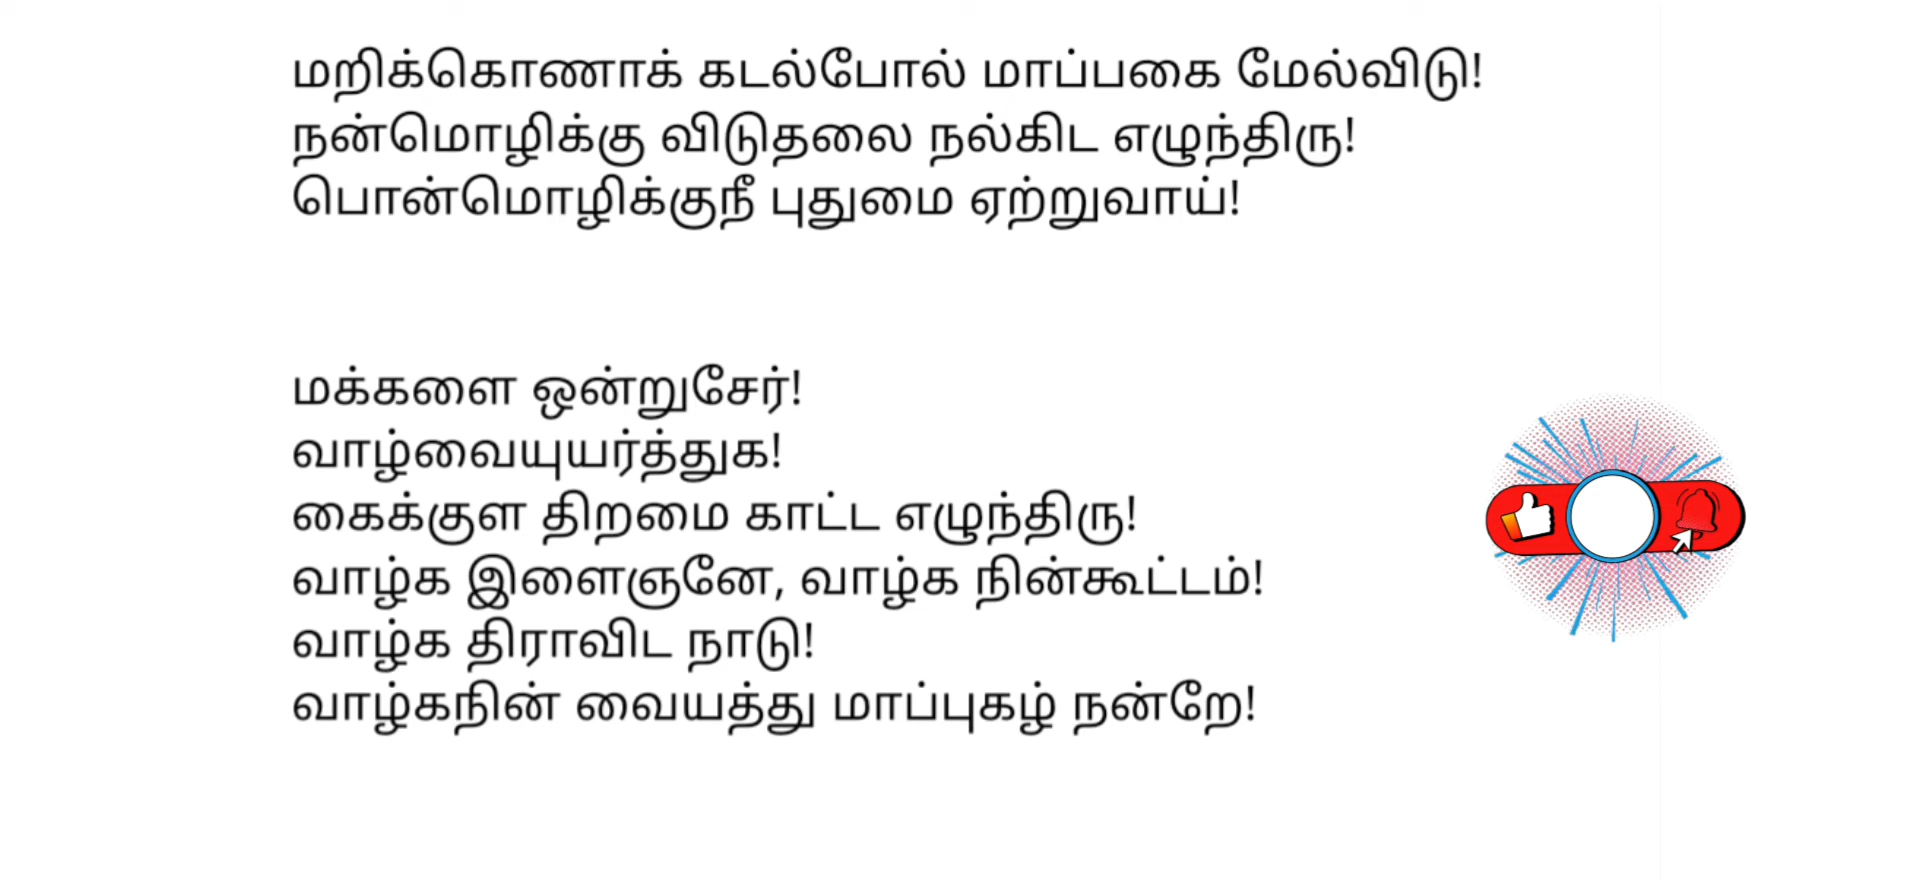 மறிக்கொணாக் கடல்போல் மாப்பகை மேல்விடு!
நன்மொழிக்கு விடுதலை நல்கிட எழுந்திரு!
பொன்மொழிக்குநீ புதுமை ஏற்றுவாய்!
மக்களை ஒன்றுசேர்!
வாழ்வையுயர்த்துக!
கைக்குள திறமை காட்ட எழுந்திரு!
வாழ்க இளைஞனே, வாழ்க நின்கூட்டம்!
வாழ்க திராவிட நாடு!
வாழ்கநின் வையத்து மாப்புகழ் நன்றே!